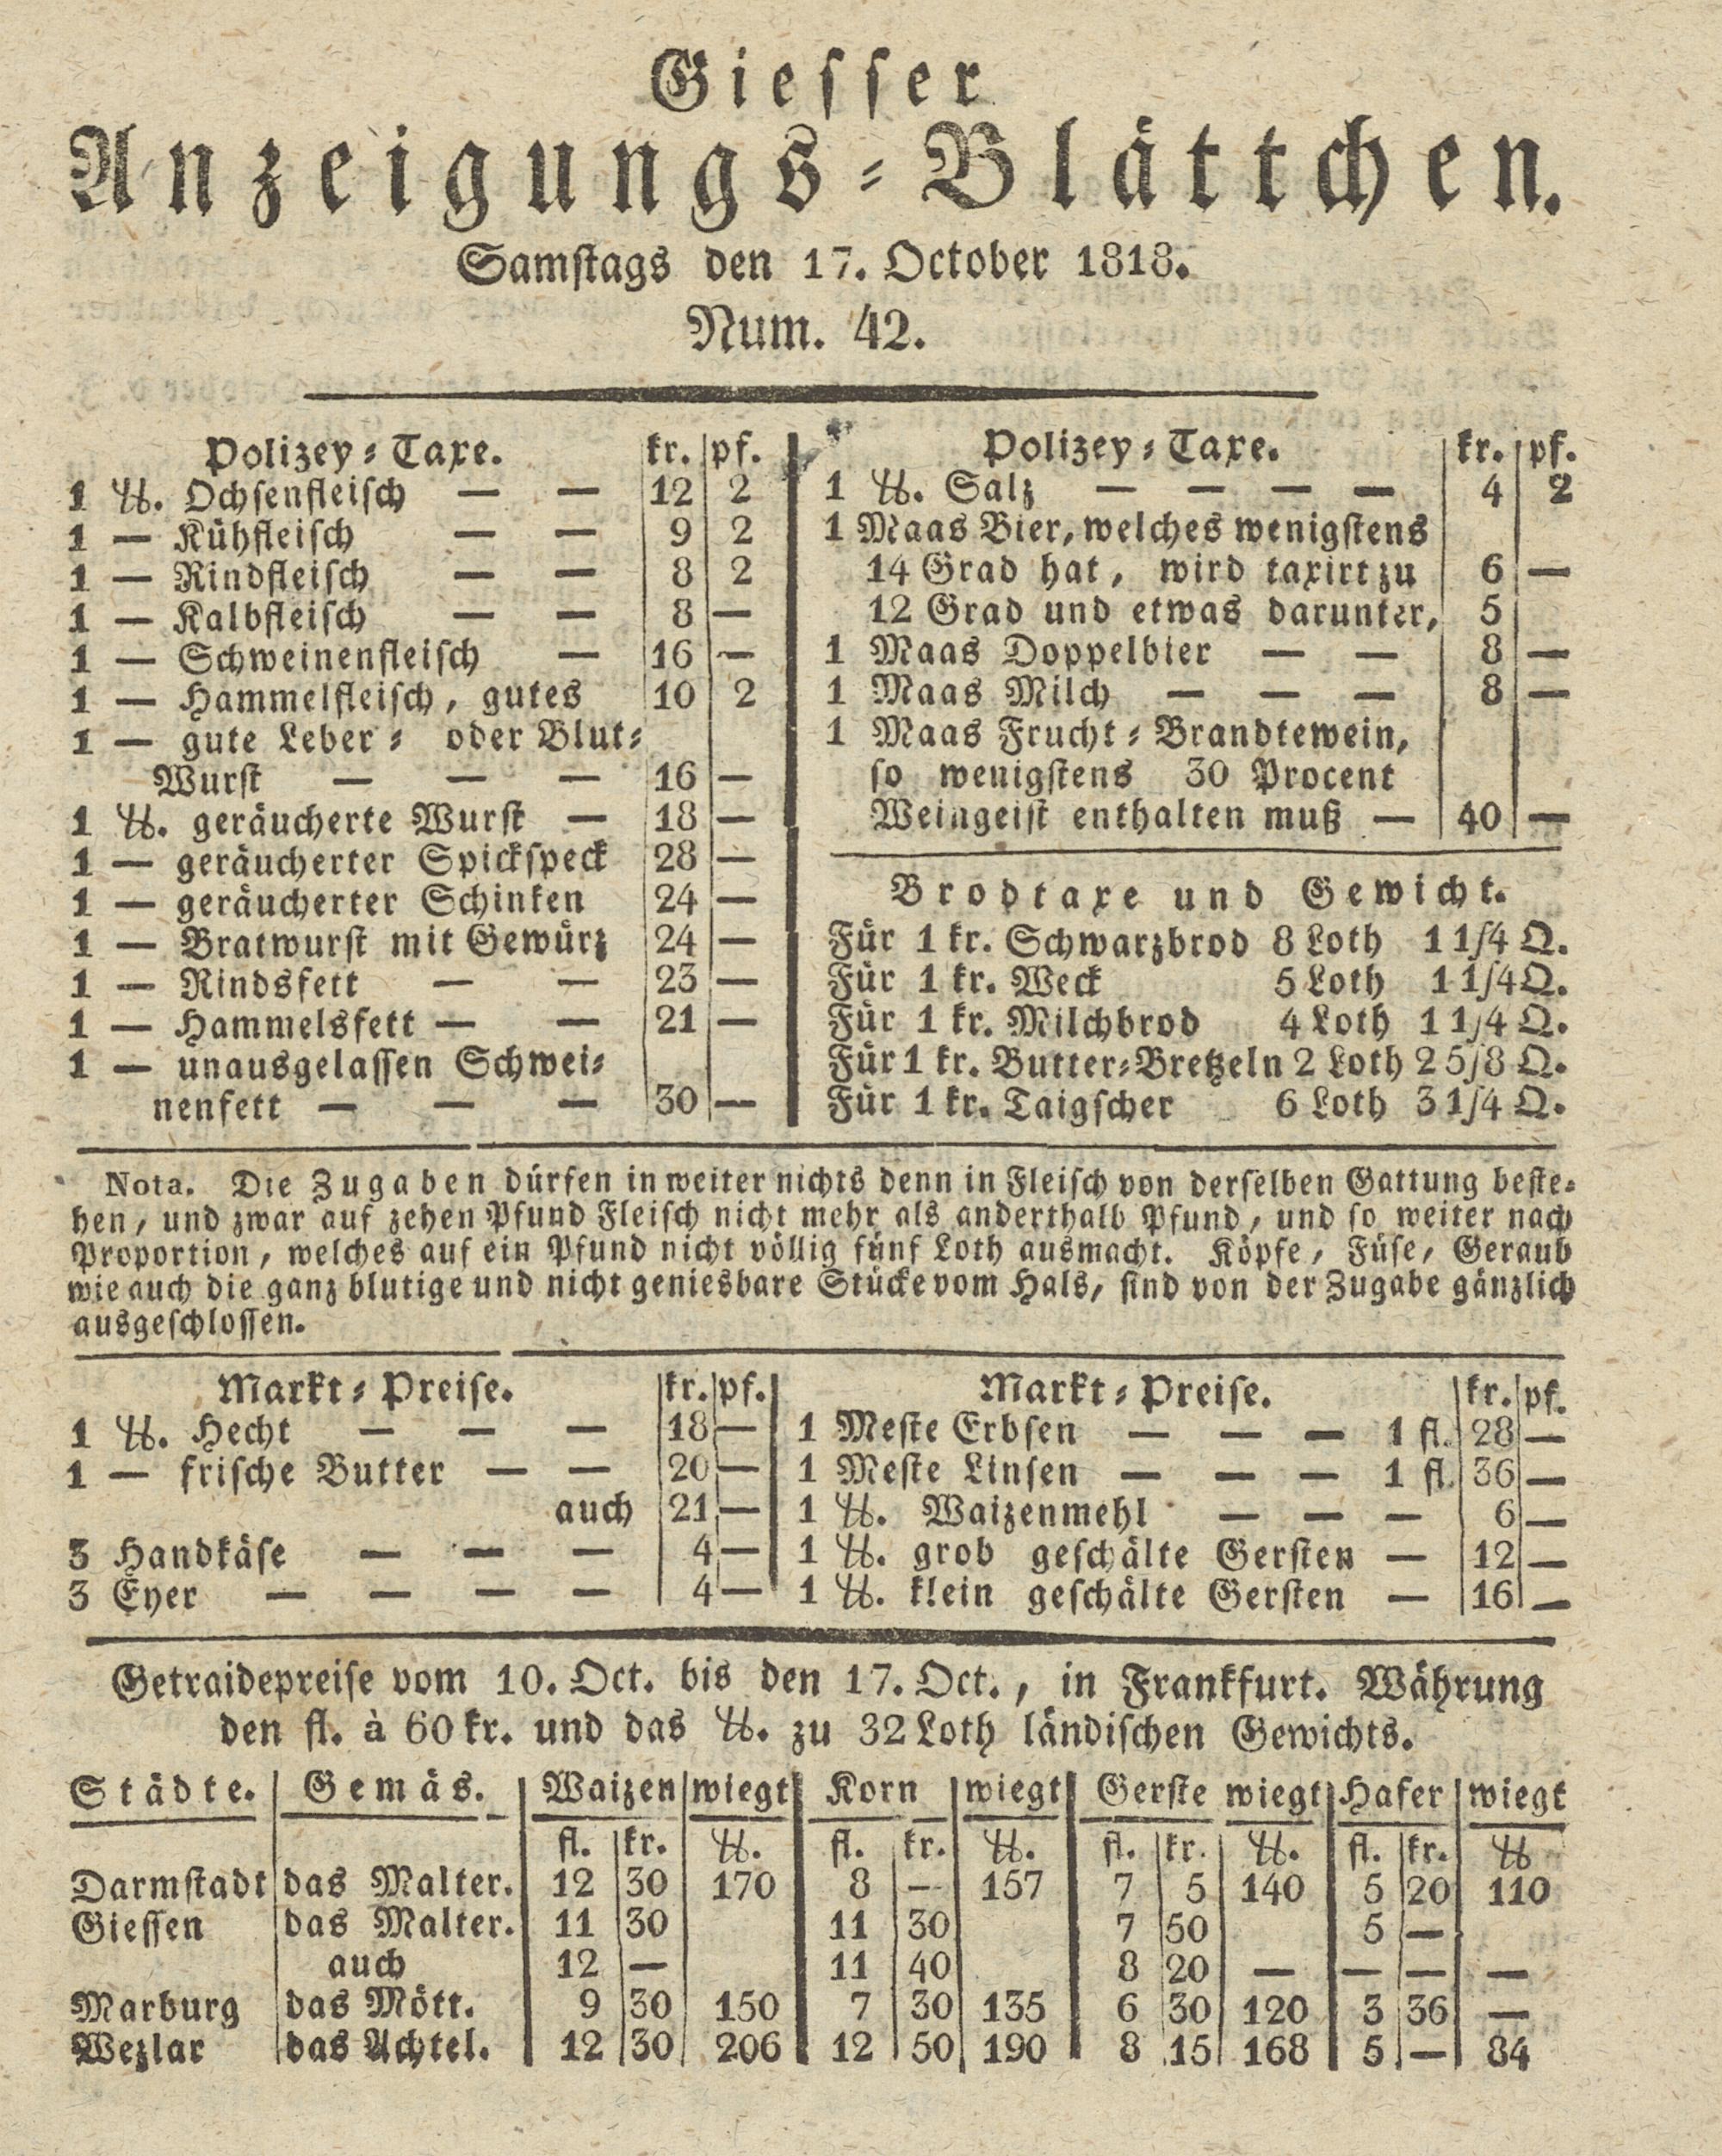 Giesser
Anzeigungs-Blättchen.
Samstags den 17. October 1818.
Num. 42.
Polizey-Taxe. kr. pf.
1 ℔. Ochsenfleisch — — 12 2
1 — Kühfleisch — — 9 2
1 — Rindfleisch — — 8 2
1 — Kalbfleisch — — 8 —
1 — Schweinenfleisch — 16 —
1 — Hammelfleisch, gutes 10 2
1 — gute Leber- oder Blut-
Wurst — — — 16 —
1 ℔. geräucherte Wurst — 18 —
1 — geräucherter Spickspeck 28 —
1 — geräucherter Schinken 24 —
1 — Bratwurst mit Gewürz 24 —
1 — Rindsfett — — 23 —
1 — Hammelsfett — — 21 —
1 — unausgelassen Schwei-
nenfett — — — 30 —
Polizey-Taxe. kr. pf.
1 ℔. Salz — — — — 4 2
1 Maas Bier, welches wenigstens
14 Grad hat, wird taxirt zu 6 —
12 Grad und etwas darunter, 5
1 Maas Doppelbier — — 8 —
1 Maas Milch — — — 8 —
1 Maas Frucht-Brandtewein,
so wenigstens 30 Procent
Weingeist enthalten muß — 40 —
Brodtaxe und Gewicht.
Für 1 kr. Schwarzbrod 8 Loth 1 1/4 Q.
Für 1 kr. Weck 5 Loth 1 1/4 Q.
Für 1 kr. Milchbrod 4 Loth 1 1/4 Q.
Für 1 kr. Butter-Bretzeln 2 Loth 2 5/8 Q.
Für 1 kr. Taigscher 6 Loth 3 1/4 Q.
Nota. Die Zugaben dürfen in weiter nichts denn in Fleisch von derselben Gattung beste-
hen, und zwar auf zehen Pfund Fleisch nicht mehr als anderthalb Pfund, und so weiter nach
Proportion, welches auf ein Pfund nicht völlig fünf Loth ausmacht. Köpfe, Füse, Geraub
wie auch die ganz blutige und nicht geniesbare Stücke vom Hals, sind von der Zugabe gänzlich
ausgeschlossen.
Markt-Preise. kr. pf.
1 ℔. Hecht — — — 18 —
1 — frische Butter — — 20 —
auch 21 —
3 Handkäse — — — 4 —
3 Eyer — — — — 4 —
Markt-Preise. kr. pf.
1 Meste Erbsen — — — 1 fl. 28 —
1 Meste Linsen — — — 1 fl. 36 —
1 ℔. Waizenmehl — — — 6 —
1 ℔. grob geschälte Gersten — 12 —
1 ℔. klein geschälte Gersten — 16 —
Getraidepreise vom 10. Oct. bis den 17. Oct., in Frankfurt. Währung
den fl. à 60 kr. und das ℔. zu 32 Loth ländischen Gewichts.
Städte. Gemäs. Waizen wiegt Korn wiegt Gerste wiegt Hafer wiegt
fl. kr. ℔. fl. kr. ℔. fl. kr. ℔. fl. kr. ℔
Darmstadt das Malter. 12 30 170 8 — 157 7 5 140 5 20 110
Giessen das Malter. 11 30 11 30 7 50 5 —
auch 12 — 11 40 8 20 — — — —
Marburg das Mött. 9 30 150 7 30 135 6 30 120 3 36 —
Wezlar das Achtel. 12 30 206 12 50 190 8 15 168 5 — 84